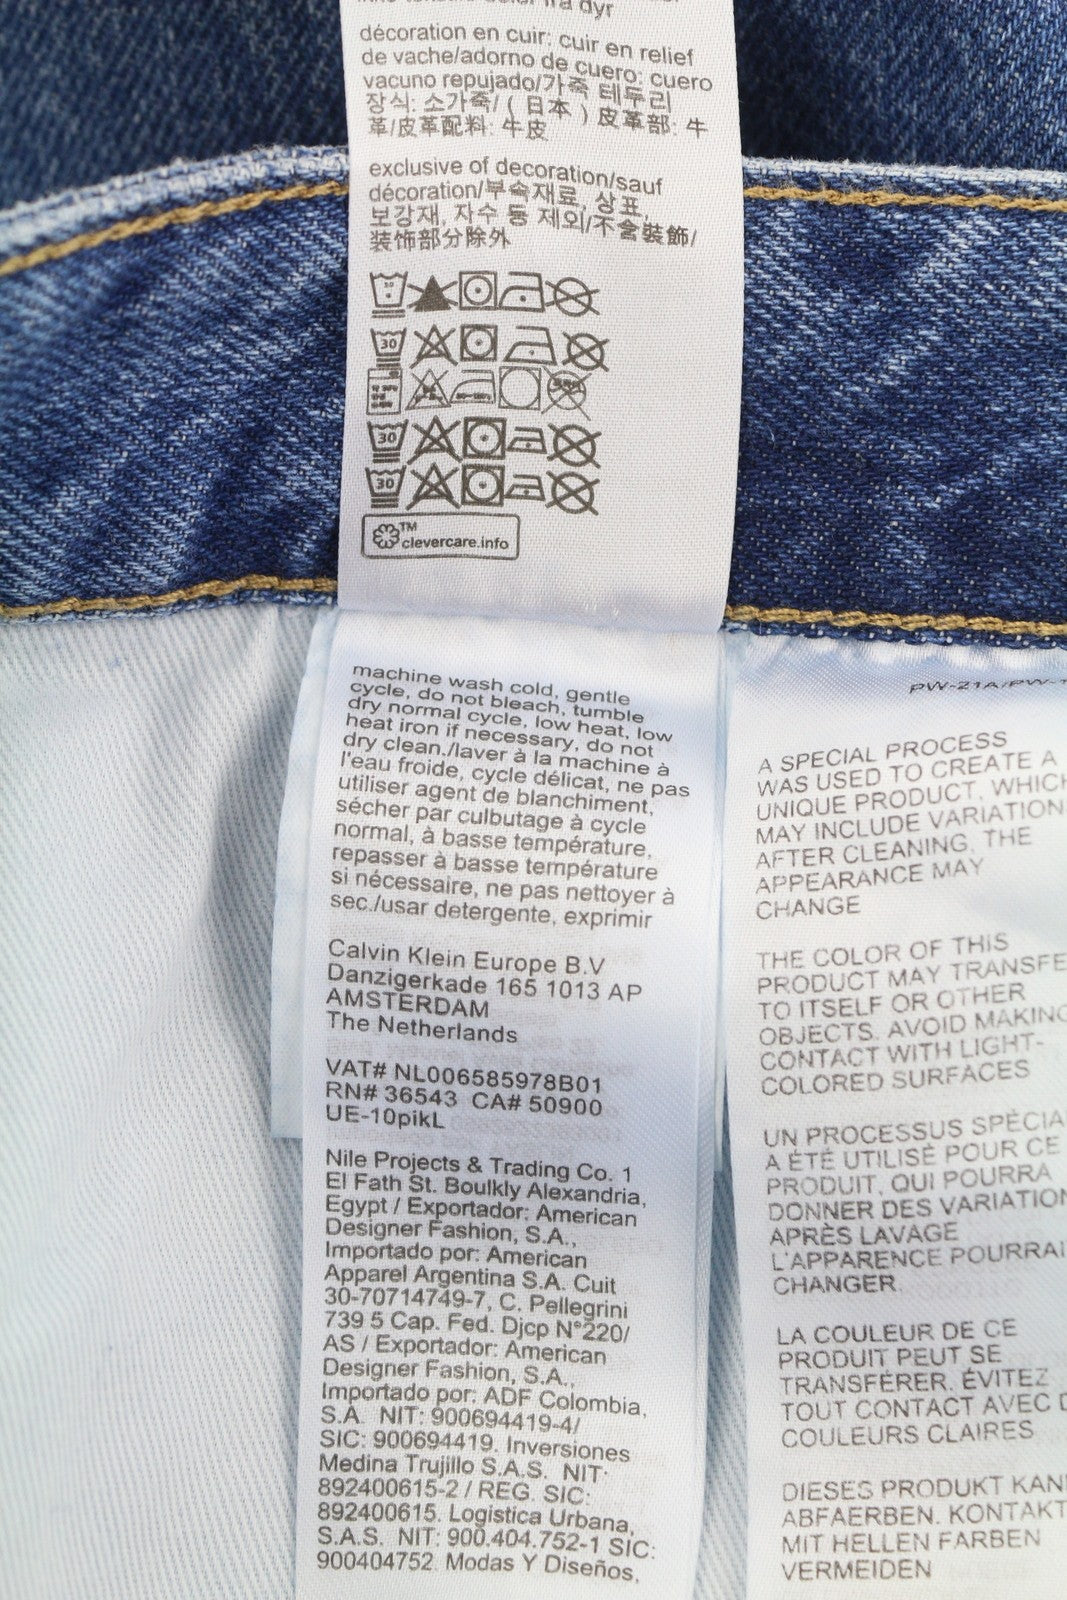 décoration en cuir: cuir en relief
de vache/adorno de cuero: cuero
vacuno repujado/가죽 테두리
장식: 소가죽/ ( 日本 ) 皮革部: 牛
革/皮革配料: 牛皮
exclusive of decoration/sauf
décoration/부속재료, 상표,
보강재, 자수 등 제외/不含裝飾/
装饰部分除外
30
30
30
30
TM
clevercare.info
machine wash cold, gentle
cycle, do not bleach, tumble
dry normal cycle, low heat, low
heat iron if necessary, do not
dry clean./laver à la machine à
l'eau froide, cycle délicat, ne pas
utiliser agent de blanchiment,
sécher par culbutage à cycle
normal, à basse température,
repasser à basse température
si nécessaire, ne pas nettoyer à
sec./usar detergente, exprimir
Calvin Klein Europe B.V
Danzigerkade 165 1013 AP
AMSTERDAM
The Netherlands
VAT# NL006585978B01
RN# 36543 CA# 50900
UE-10pikL
Nile Projects & Trading Co. 1
El Fath St. Boulkly Alexandria,
Egypt / Exportador: American
Designer Fashion, S.A.,
Importado por: American
Apparel Argentina S.A. Cuit
30-70714749-7, C. Pellegrini
739 5 Cap. Fed. Djcp N°220/
AS / Exportador: American
Designer Fashion, S.A.,
Importado por: ADF Colombia,
S.A. NIT: 900694419-4/
SIC: 900694419. Inversiones
Medina Trujillo S.A.S. NIT:
892400615-2 / REG. SIC:
892400615. Logistica Urbana,
S.A.S. NIT: 900.404.752-1 SIC:
900404752. Modas Y Diseños,
A SPECIAL PROCESS
WAS USED TO CREATE A
UNIQUE PRODUCT, WHICH
MAY INCLUDE VARIATION
AFTER CLEANING, THE
APPEARANCE MAY
CHANGE
THE COLOR OF THIS
PRODUCT MAY TRANSFE
TO ITSELF OR OTHER
OBJECTS. AVOID MAKING
CONTACT WITH LIGHT-
COLORED SURFACES
UN PROCESSUS SPÉCIA
A ÉTÉ UTILISÉ POUR CE
PRODUIT, QUI POURRA
DONNER DES VARIATION
APRÈS LAVAGE
L'APPARENCE POURRAI
CHANGER.
LA COULEUR DE CE
PRODUIT PEUT SE
TRANSFÉRER. ÉVITEZ
TOUT CONTACT AVEC D
COULEURS CLAIRES
DIESES PRODUKT KANN
ABFAERBEN. KONTAKT
MIT HELLEN FARBEN
VERMEIDEN